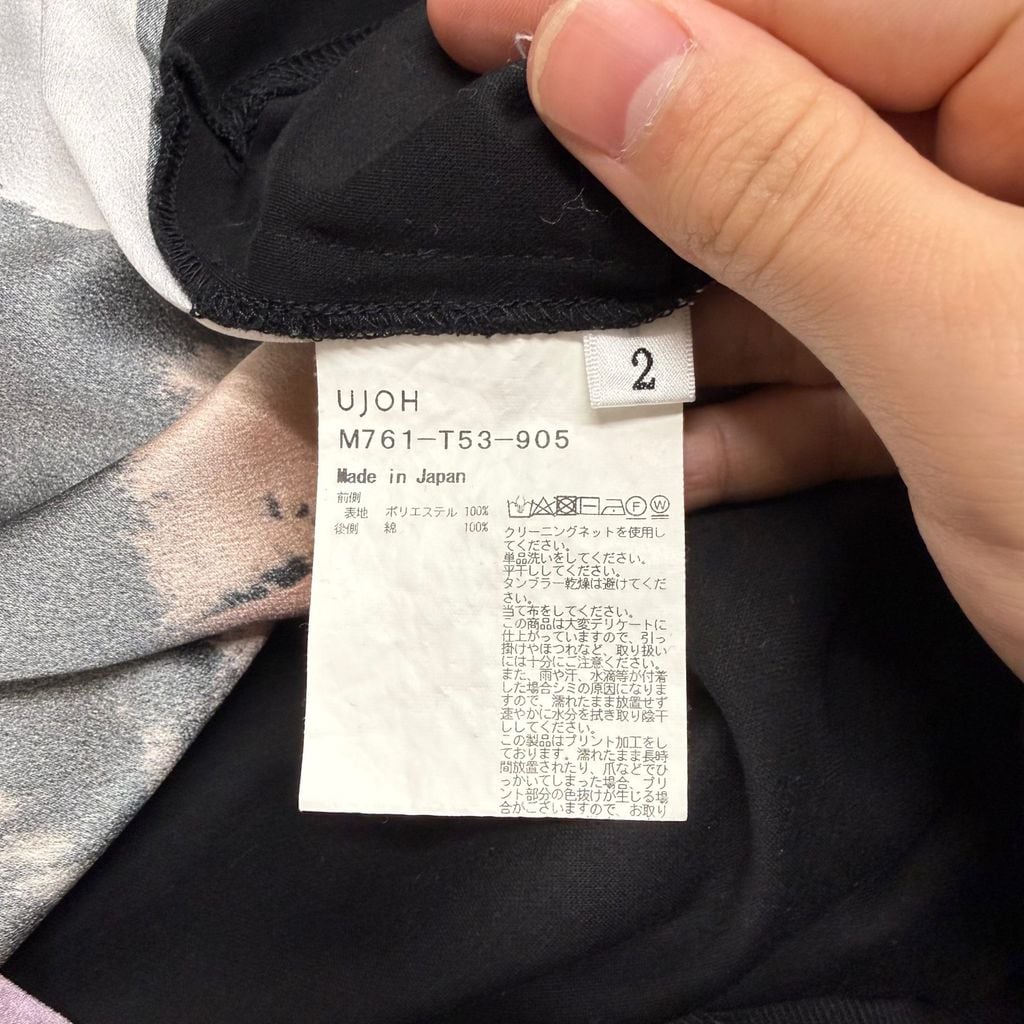 2
UJOH
M761-T53-905
Made in Japan
前側
表地 ポリエステル 100%
後側 綿 100%
F W
クリーニングネットを使用し
てください。
単品洗いをしてください。
平干ししてください。
タンブラー乾燥は避けてくだ
さい。
当て布をしてください。
この商品は大変デリケートに
仕上がっていますので、引っ
掛けやほつれなど、取り扱い
には十分にご注意ください。
また、雨や汗、水滴等が付着
した場合シミの原因になりま
すので、濡れたまま放置せず
速やかに水分を拭き取り陰干
ししてください。
この製品はプリント加工をし
ております。濡れたまま長時
間放置されたり、爪などでひ
っかいてしまった場合、プリ
ント部分の色抜けが生じる場
合がございますので、お取り